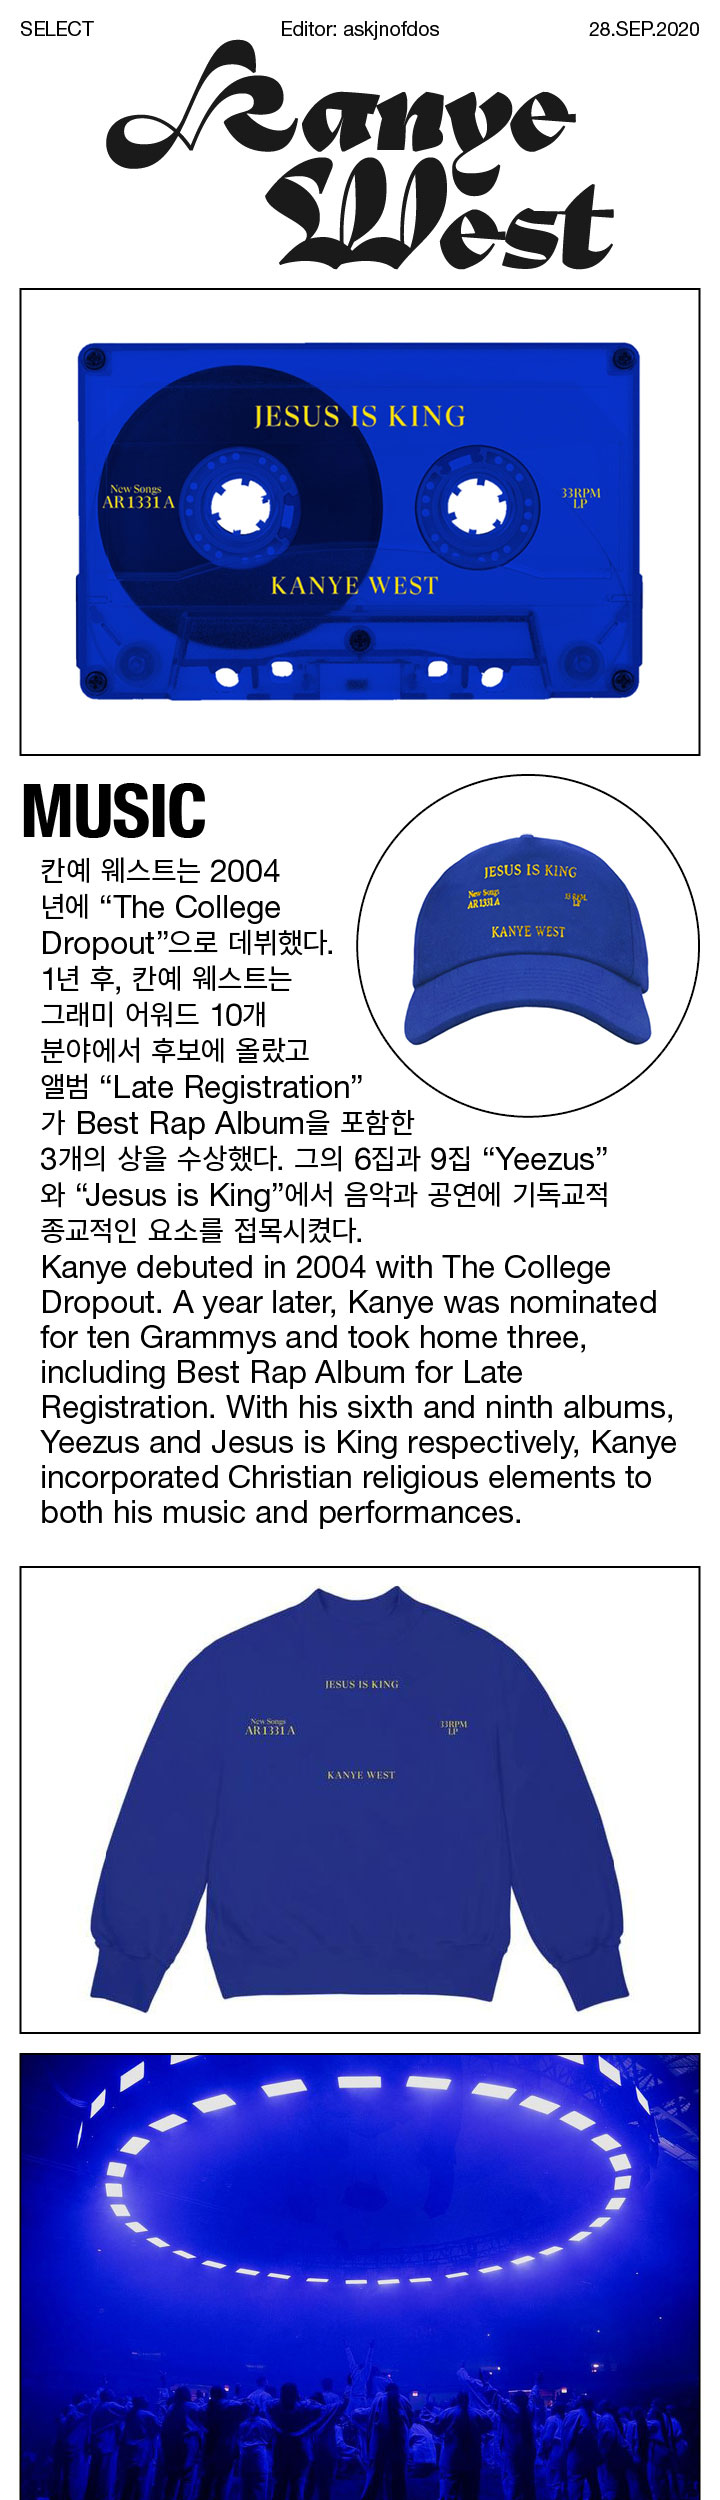 SELECT
Editor: askjnofdos
28.SEP.2020
Kanye
West
JESUS IS KING
New Songs
AR1331A
33RPM
LP
KANYE WEST
MUSIC
칸예 웨스트는 2004
년에 “The College
Dropout”으로 데뷔했다.
1년 후, 칸예 웨스트는
그래미 어워드 10개
분야에서 후보에 올랐고
앨범 “Late Registration”
가 Best Rap Album을 포함한
3개의 상을 수상했다. 그의 6집과 9집 “Yeezus”
와 “Jesus is King”에서 음악과 공연에 기독교적
종교적인 요소를 접목시켰다.
JESUS IS KING
New Songs
AR1331A
33RPM
LP
KANYE WEST
Kanye debuted in 2004 with The College
Dropout. A year later, Kanye was nominated
for ten Grammys and took home three,
including Best Rap Album for Late
Registration. With his sixth and ninth albums,
Yeezus and Jesus is King respectively, Kanye
incorporated Christian religious elements to
both his music and performances.
JESUS IS KING
New Songs
AR1331A
33RPM
LP
KANYE WEST